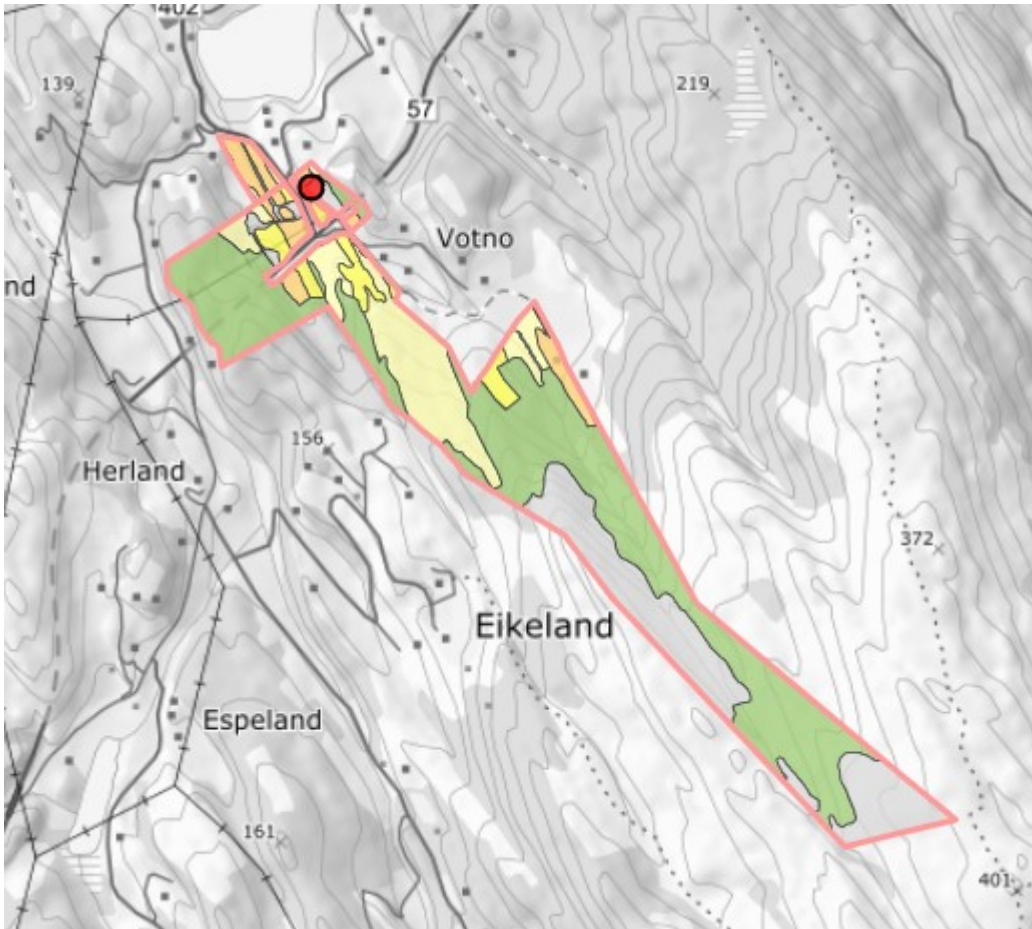 402
139
57
219
Votno
nd
Herland
156
372
Eikeland
Espeland
161
401